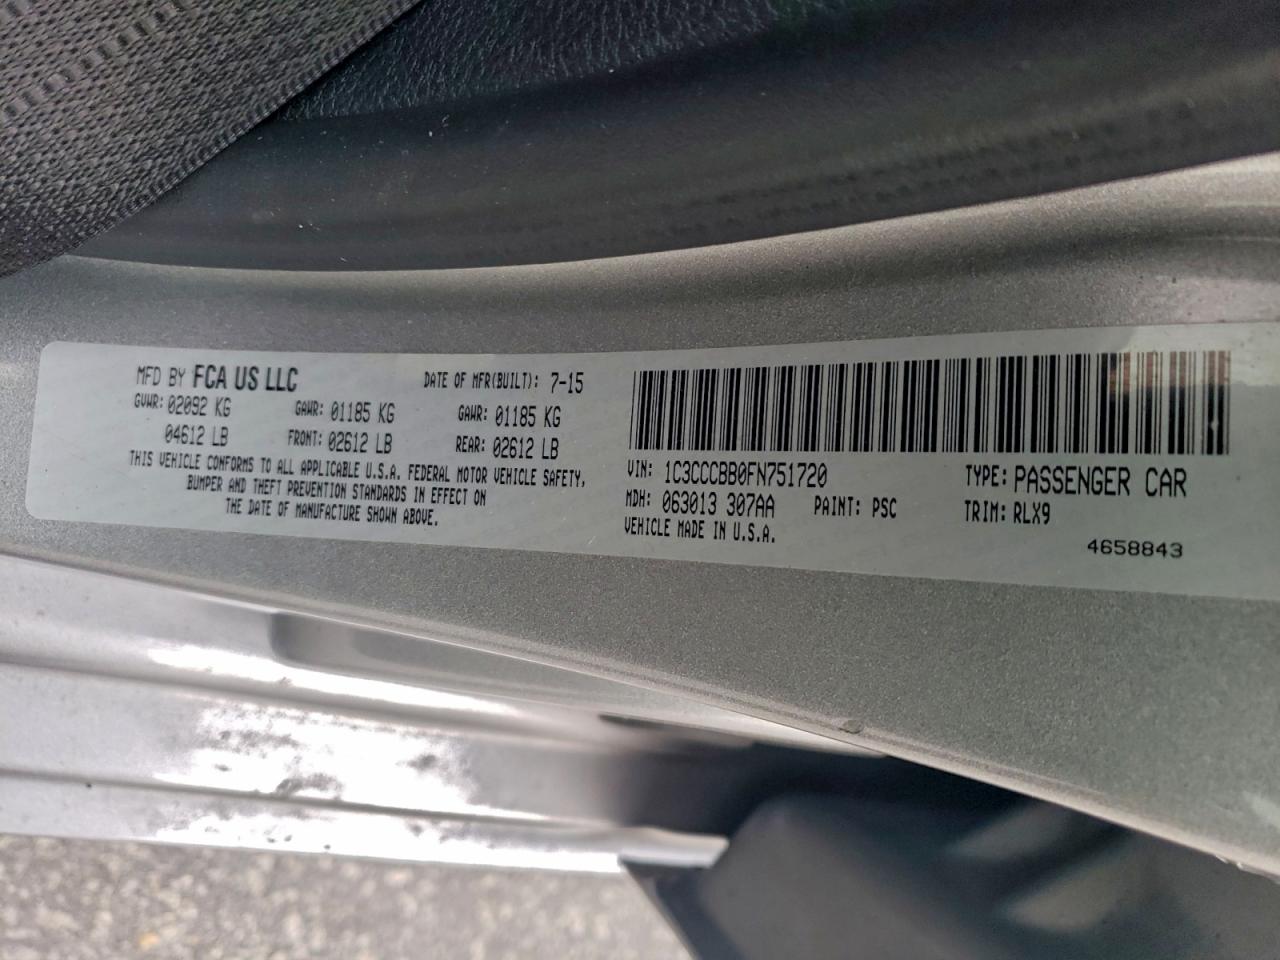 MFD BY FCA US LLC DATE OF MFR(BUILT): 7-15
GVWR: 02092 KG GAWR: 01185 KG GAWR: 01185 KG
04612 LB FRONT: 02612 LB REAR: 02612 LB
THIS VEHICLE CONFORMS TO ALL APPLICABLE U.S.A. FEDERAL MOTOR VEHICLE SAFETY,
BUMPER AND THEFT PREVENTION STANDARDS IN EFFECT ON
THE DATE OF MANUFACTURE SHOWN ABOVE.
VIN: 1C3CCCBB0FN751720 TYPE: PASSENGER CAR
MDH: 063013 307AA PAINT: PSC TRIM: RLX9
VEHICLE MADE IN U.S.A.
4658843